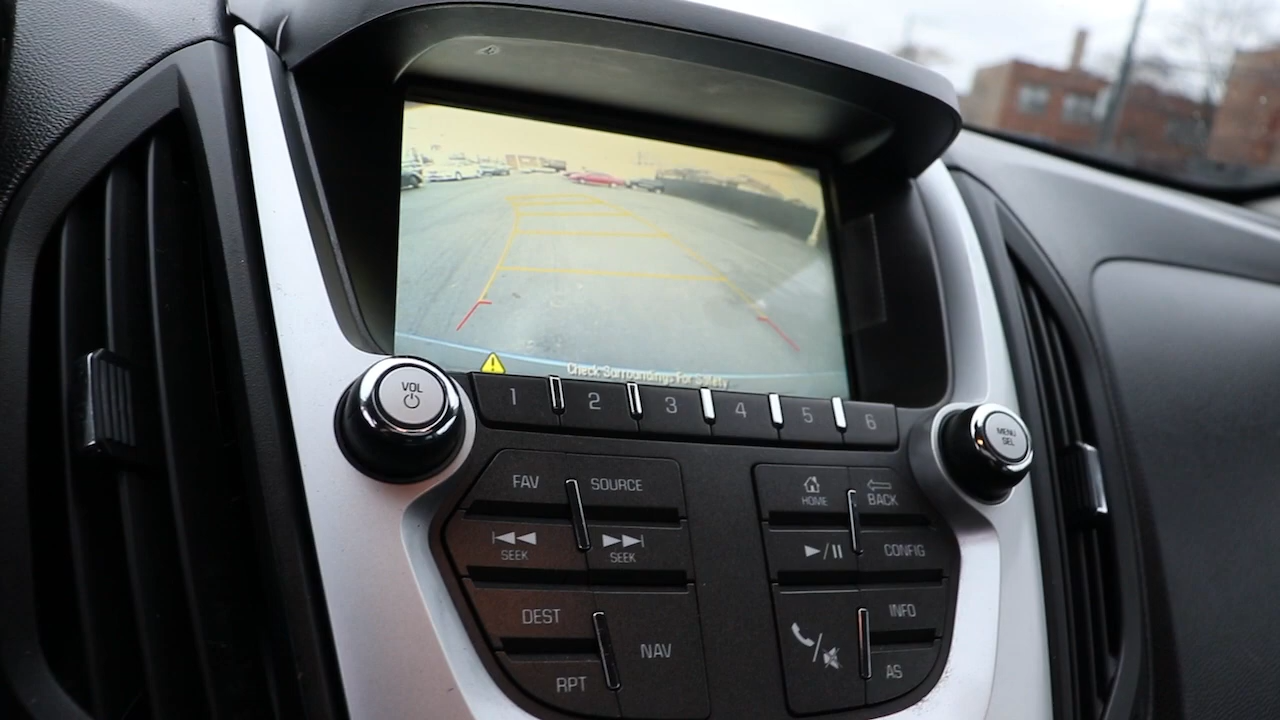 Check Surroundings For Safety
VOL
1 2 3 4 5 6
MENU
SEL
FAV SOURCE
HOME BACK
SEEK SEEK
CONFIG
DEST
NAV
RPT
INFO
AS